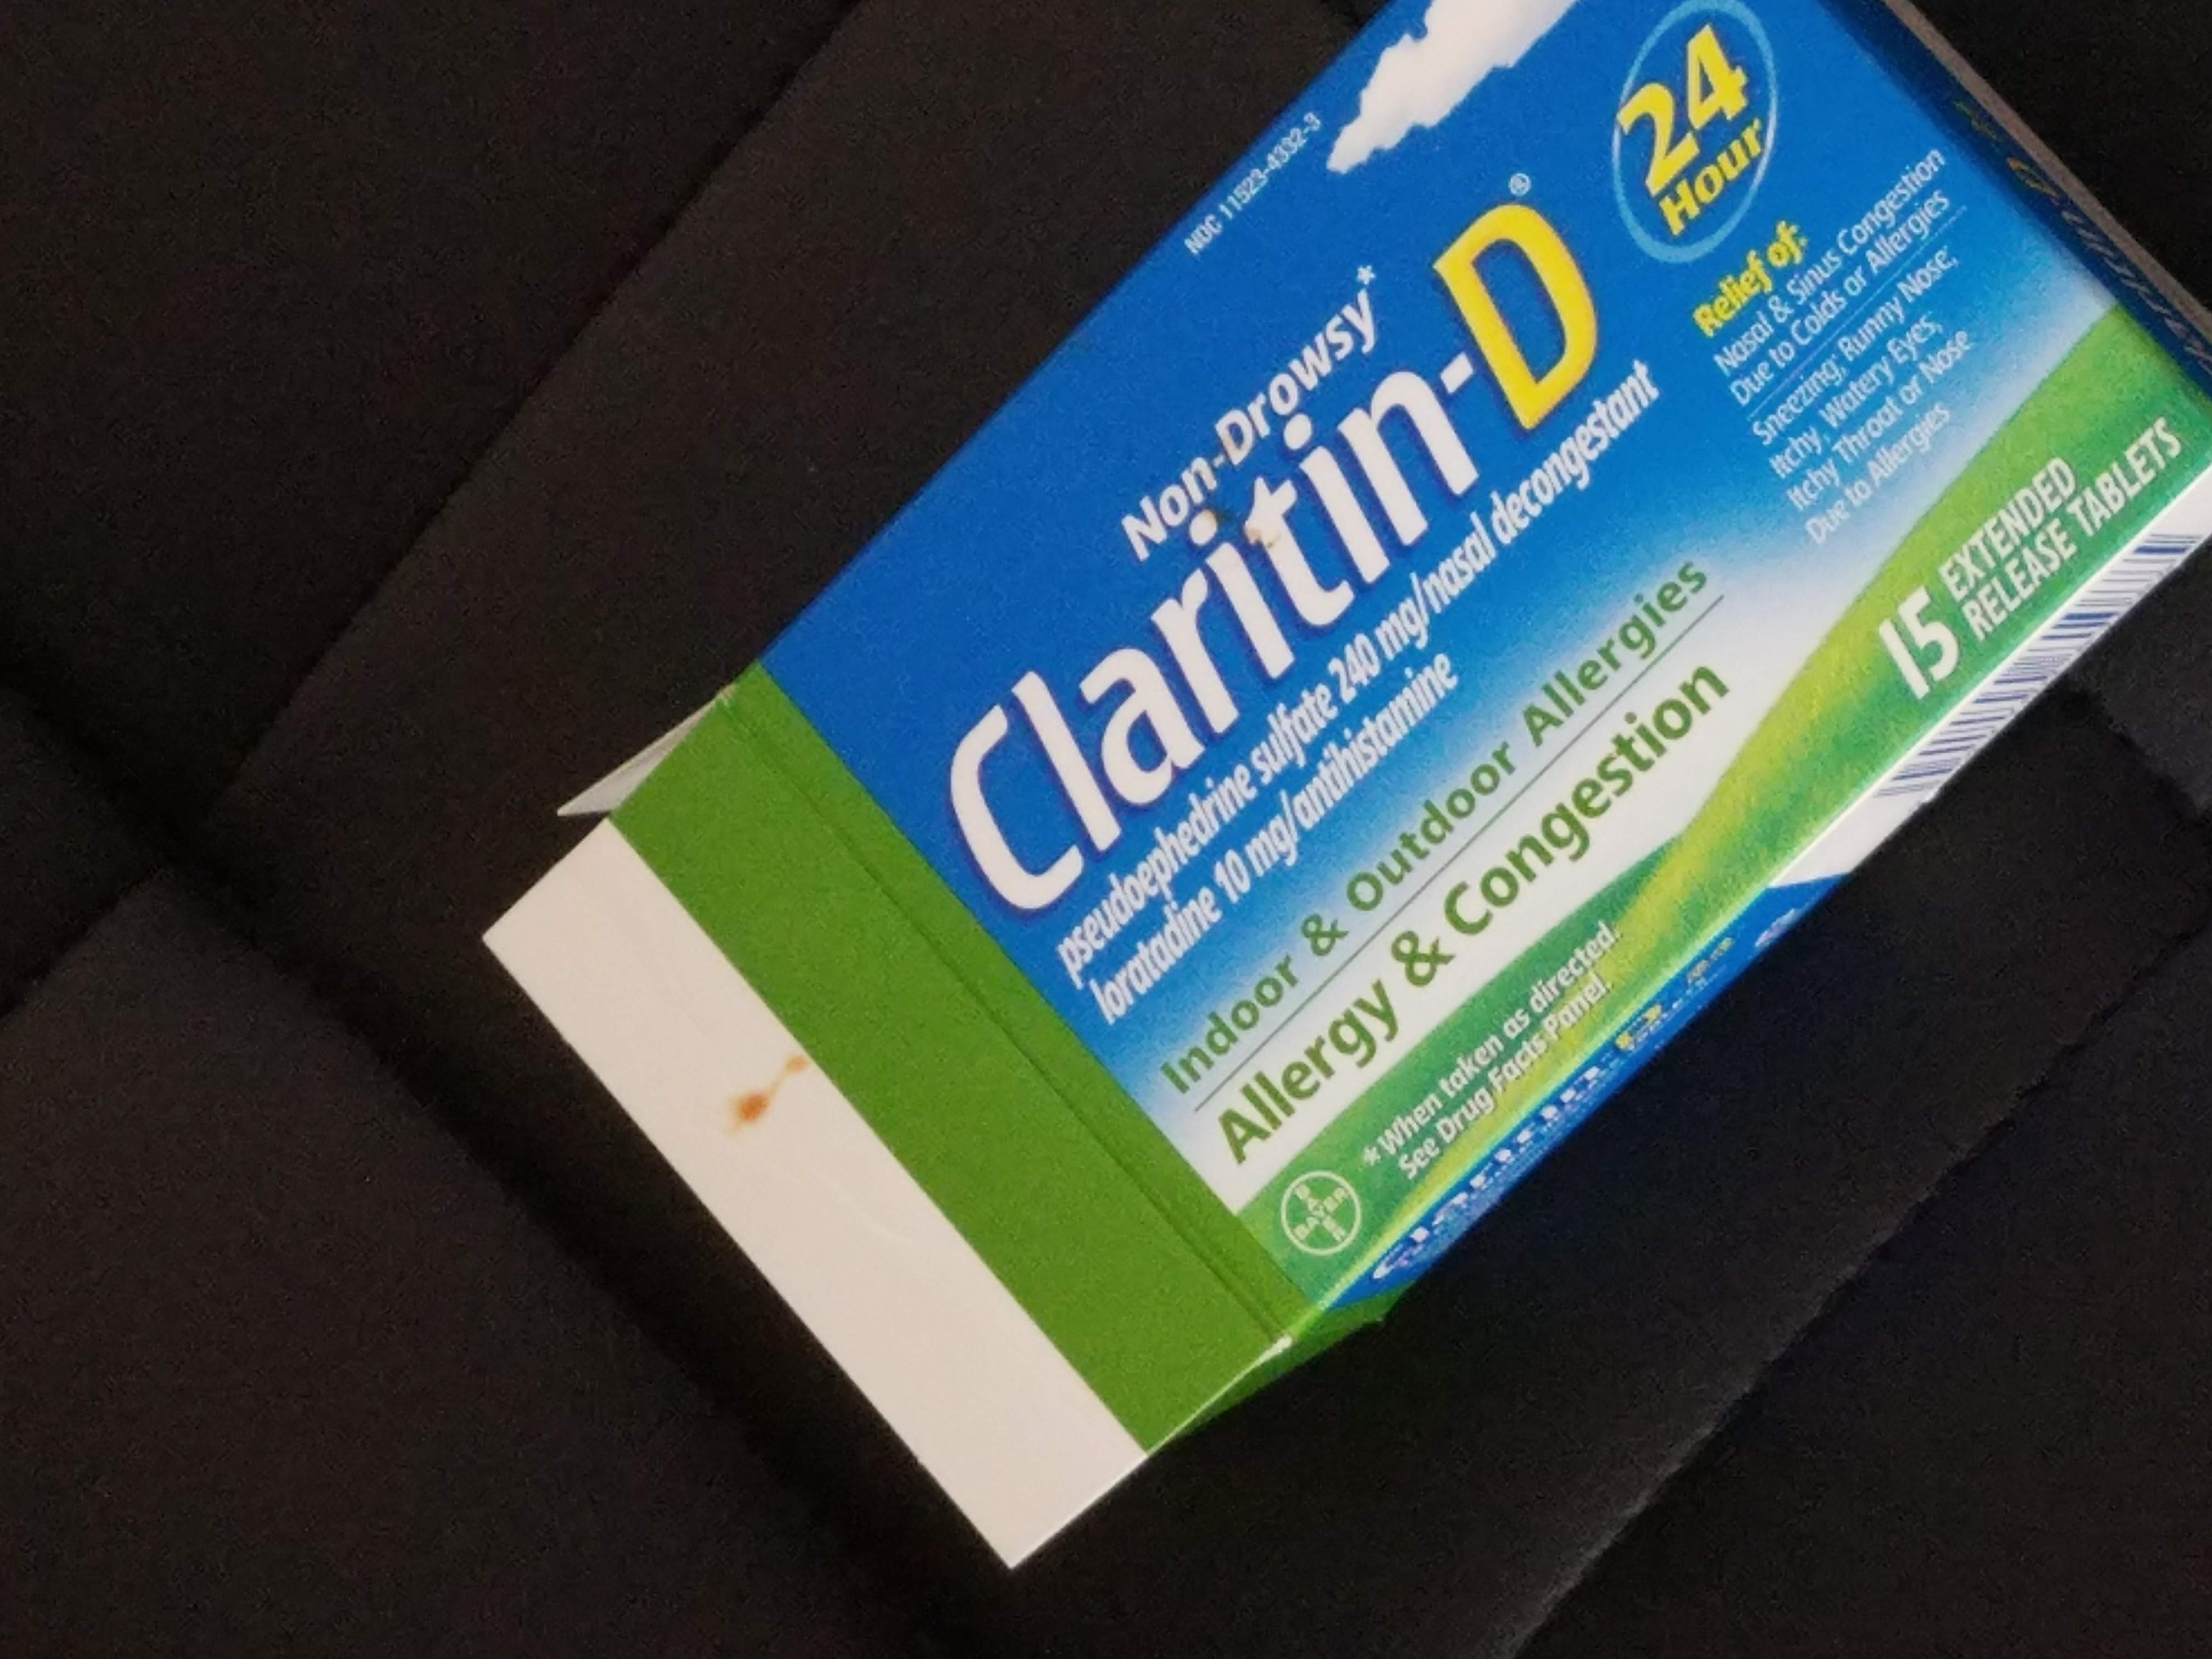 NDC 11523-4332-3
Non-Drowsy*
Claritin-D®
pseudoephedrine sulfate 240 mg/nasal decongestant
loratadine 10 mg/antihistamine
24
Hour
Indoor & Outdoor Allergies
Allergy & Congestion
Relief of:
Nasal & Sinus Congestion
Due to Colds or Allergies
Sneezing; Runny Nose;
Itchy, Watery Eyes;
Itchy Throat or Nose
Due to Allergies
BAYER
BAYER
*When taken as directed.
See Drug Facts Panel.
15
EXTENDED
RELEASE TABLETS
Claritin-D
Claritin-D